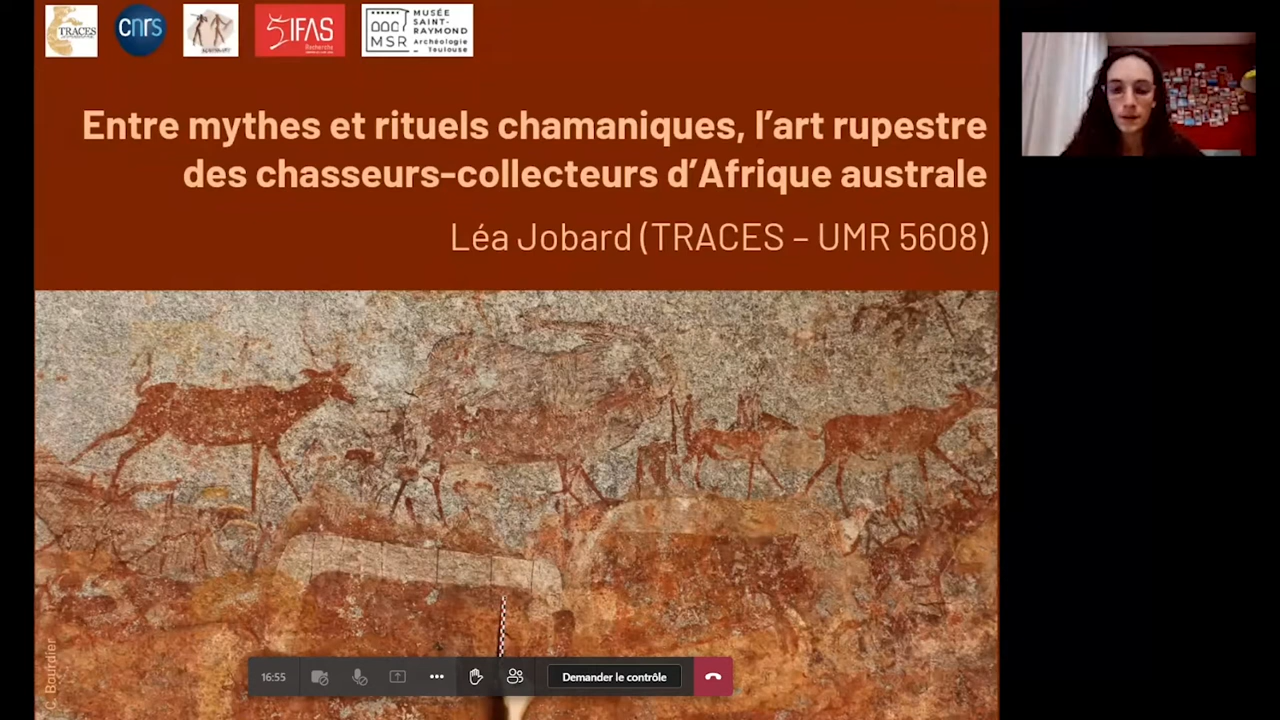 TRACES
cnrs
IFAS
Recherche
MSR
MUSÉE
SAINT-
RAYMOND
Archéologie
Toulouse
Entre mythes et rituels chamaniques, l'art rupestre
des chasseurs-collecteurs d'Afrique australe
Léa Jobard (TRACES – UMR 5608)
C. Bourdier
16:55
Demander le contrôle